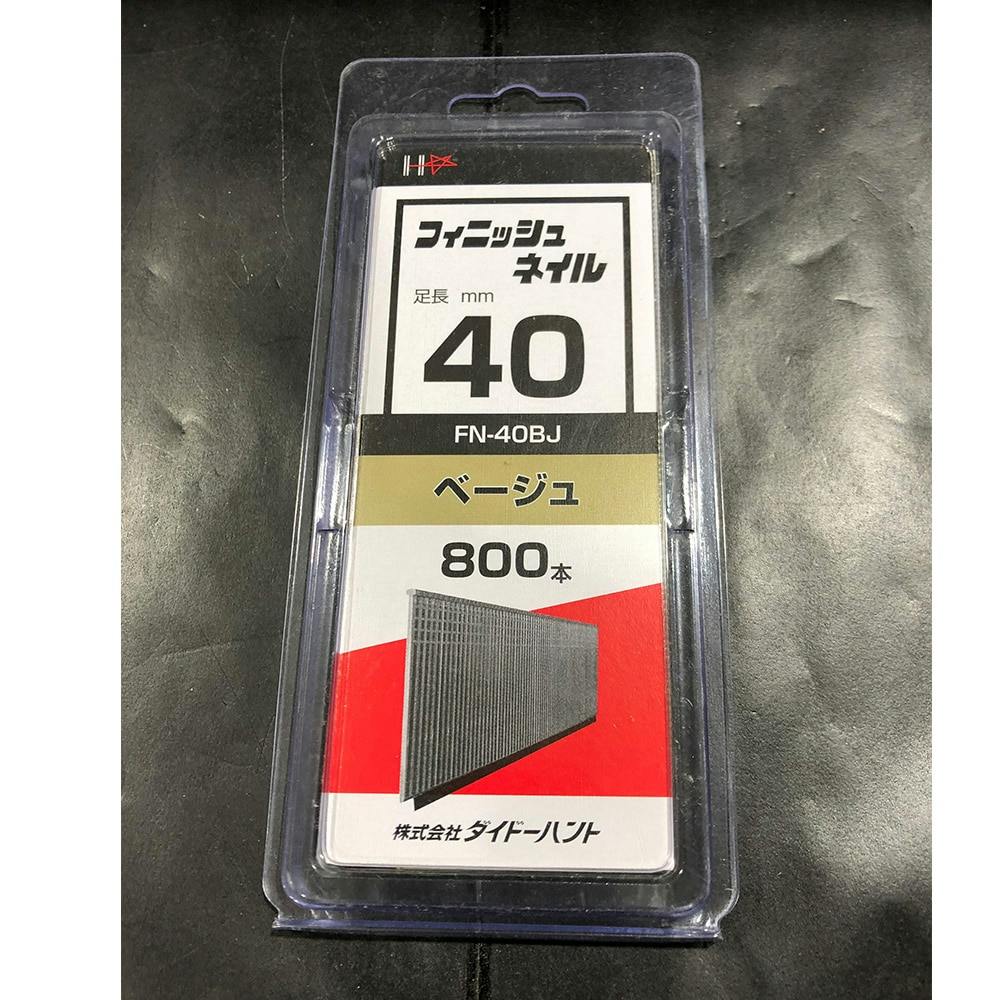 フィニッシュ
ネイル
足長 mm
40
FN-40BJ
ベージュ
800本
株式会社 ダイドーハント